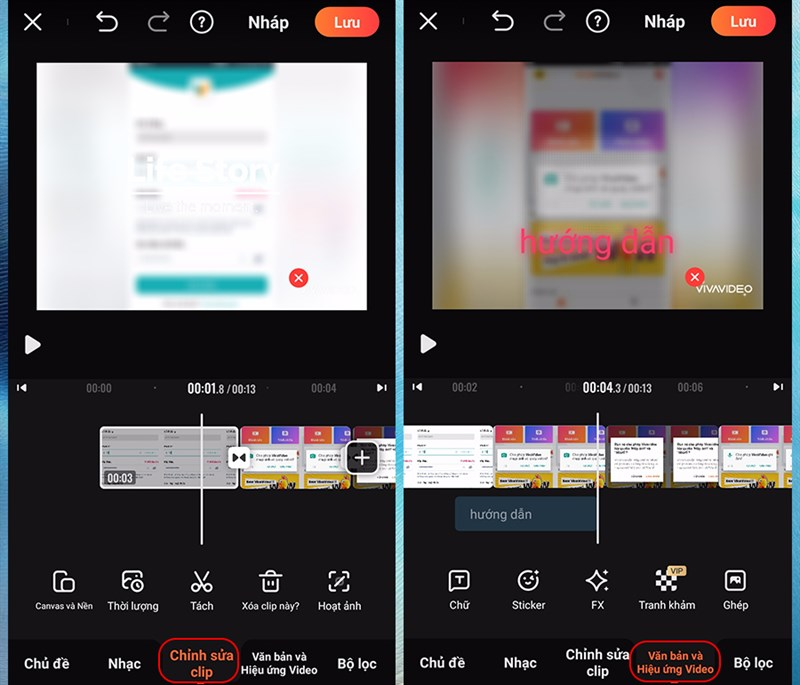 Nháp
Lưu
Life Story
00:00
00:01.8 / 00:13
00:04
00:03
Canvas và Nền
Thời lượng
Tách
Xóa clip này?
Hoạt ảnh
Chủ đề
Nhạc
Chỉnh sửa
clip
Văn bản và
Hiệu ứng Video
Bộ lọc
Nháp
Lưu
hướng dẫn
VIVAVIDEO
00:02
00:04.3 / 00:13
00:06
hướng dẫn
Chữ
Sticker
FX
VIP
Tranh khảm
Ghép
Chủ đề
Nhạc
Chỉnh sửa
clip
Văn bản và
Hiệu ứng Video
Bộ lọc